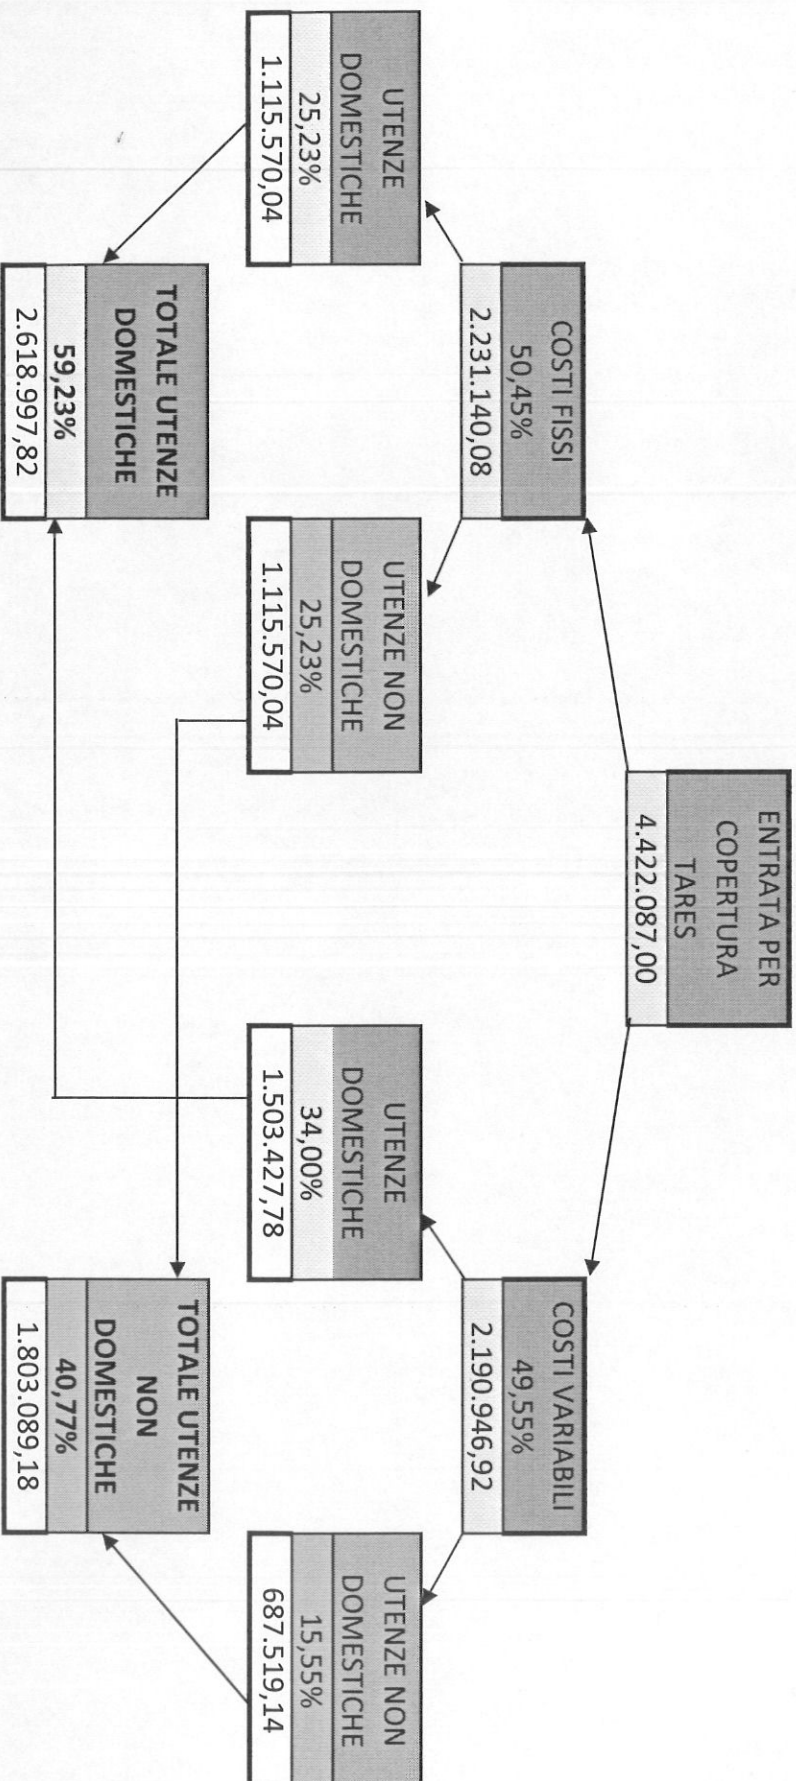 ENTRATA PER
COPERTURA
TARES
4.422.087,00
COSTI FISSI
50,45%
2.231.140,08
COSTI VARIABILI
49,55%
2.190.946,92
UTENZE
DOMESTICHE
25,23%
1.115.570,04
UTENZE NON
DOMESTICHE
25,23%
1.115.570,04
UTENZE
DOMESTICHE
34,00%
1.503.427,78
UTENZE NON
DOMESTICHE
15,55%
687.519,14
TOTALE UTENZE
DOMESTICHE
59,23%
2.618.997,82
TOTALE UTENZE
NON
DOMESTICHE
40,77%
1.803.089,18